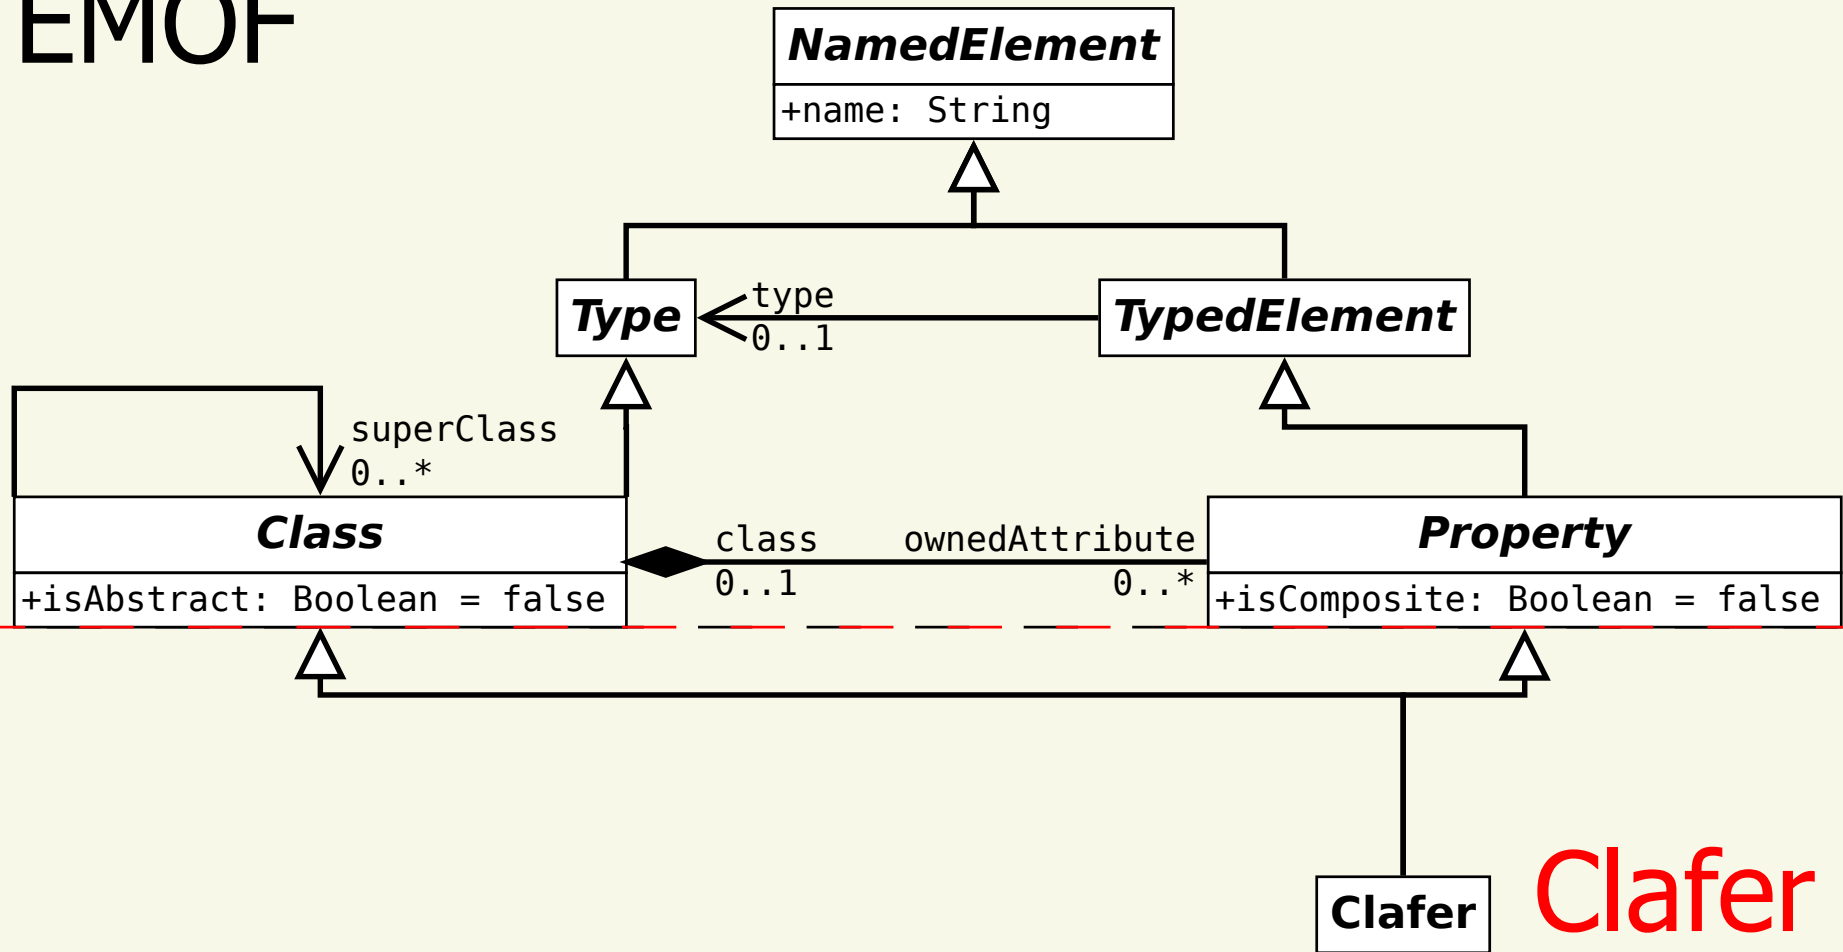 EMOF
NamedElement
+name: String
Type
type
0..1
TypedElement
superClass
0..*
Class
+isAbstract: Boolean = false
class
0..1
ownedAttribute
0..*
Property
+isComposite: Boolean = false
Clafer
Clafer